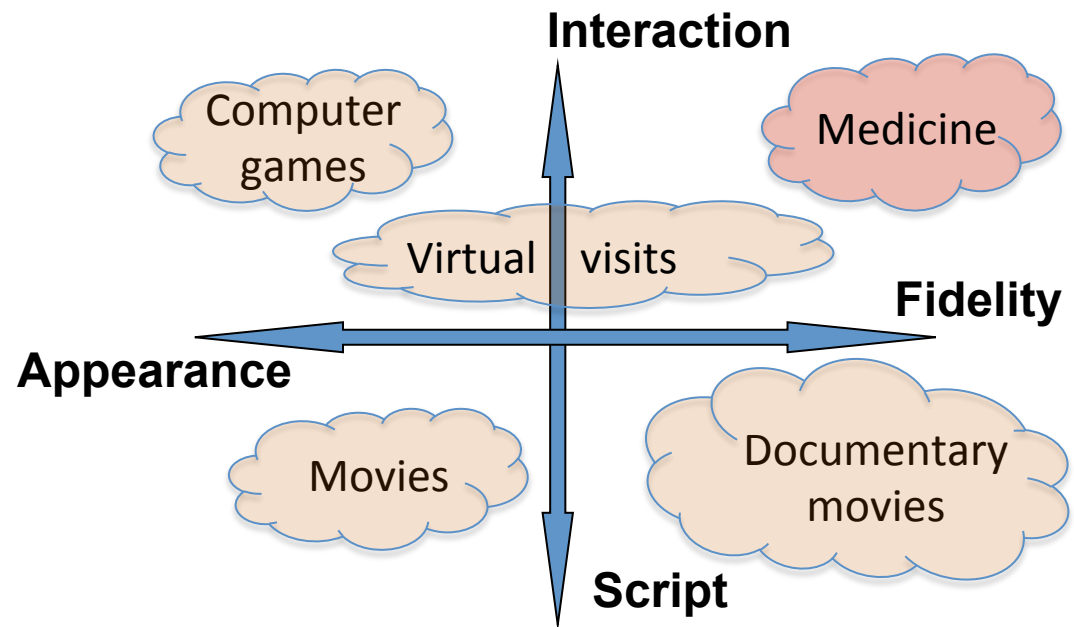 Interaction
Computer
games
Medicine
Virtual visits
Fidelity
Appearance
Movies
Documentary
movies
Script